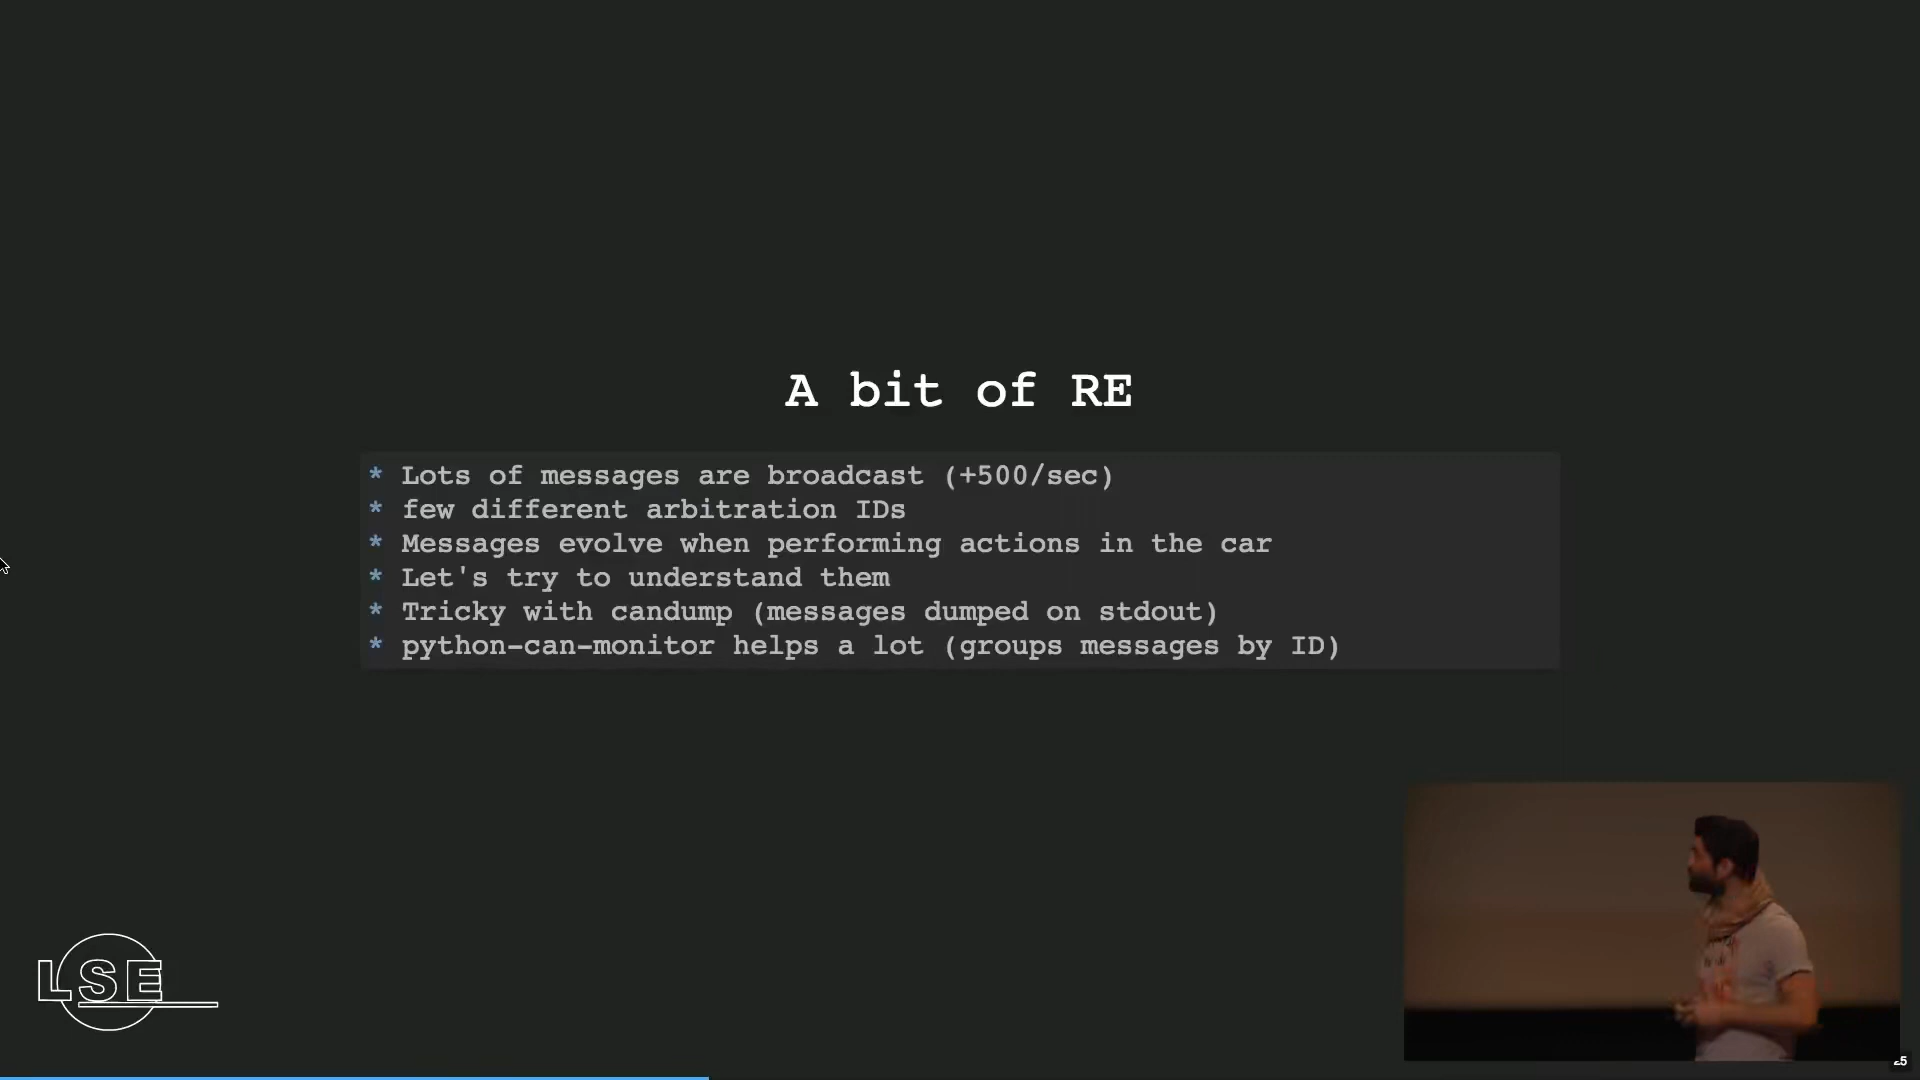 A bit of RE
* Lots of messages are broadcast (+500/sec)
* few different arbitration IDs
* Messages evolve when performing actions in the car
* Let's try to understand them
* Tricky with candump (messages dumped on stdout)
* python-can-monitor helps a lot (groups messages by ID)
LSE
25